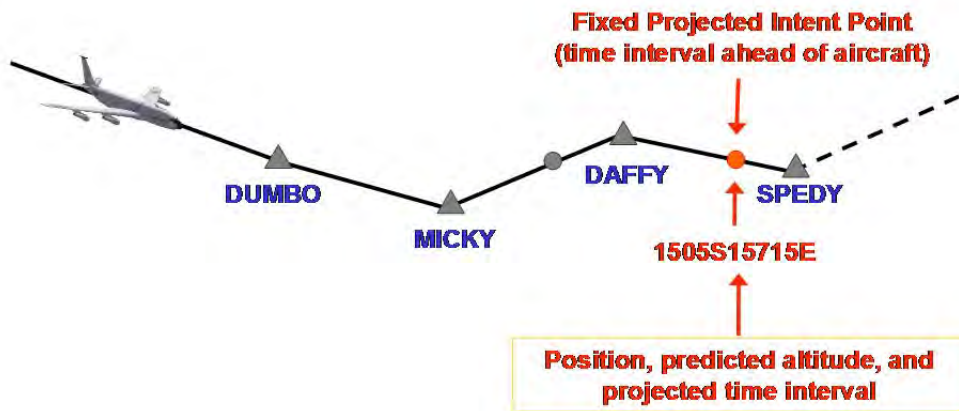 Fixed Projected Intent Point
(time interval ahead of aircraft)
DUMBO
MICKY
DAFFY
SPEDY
1505S15715E
Position, predicted altitude, and
projected time interval